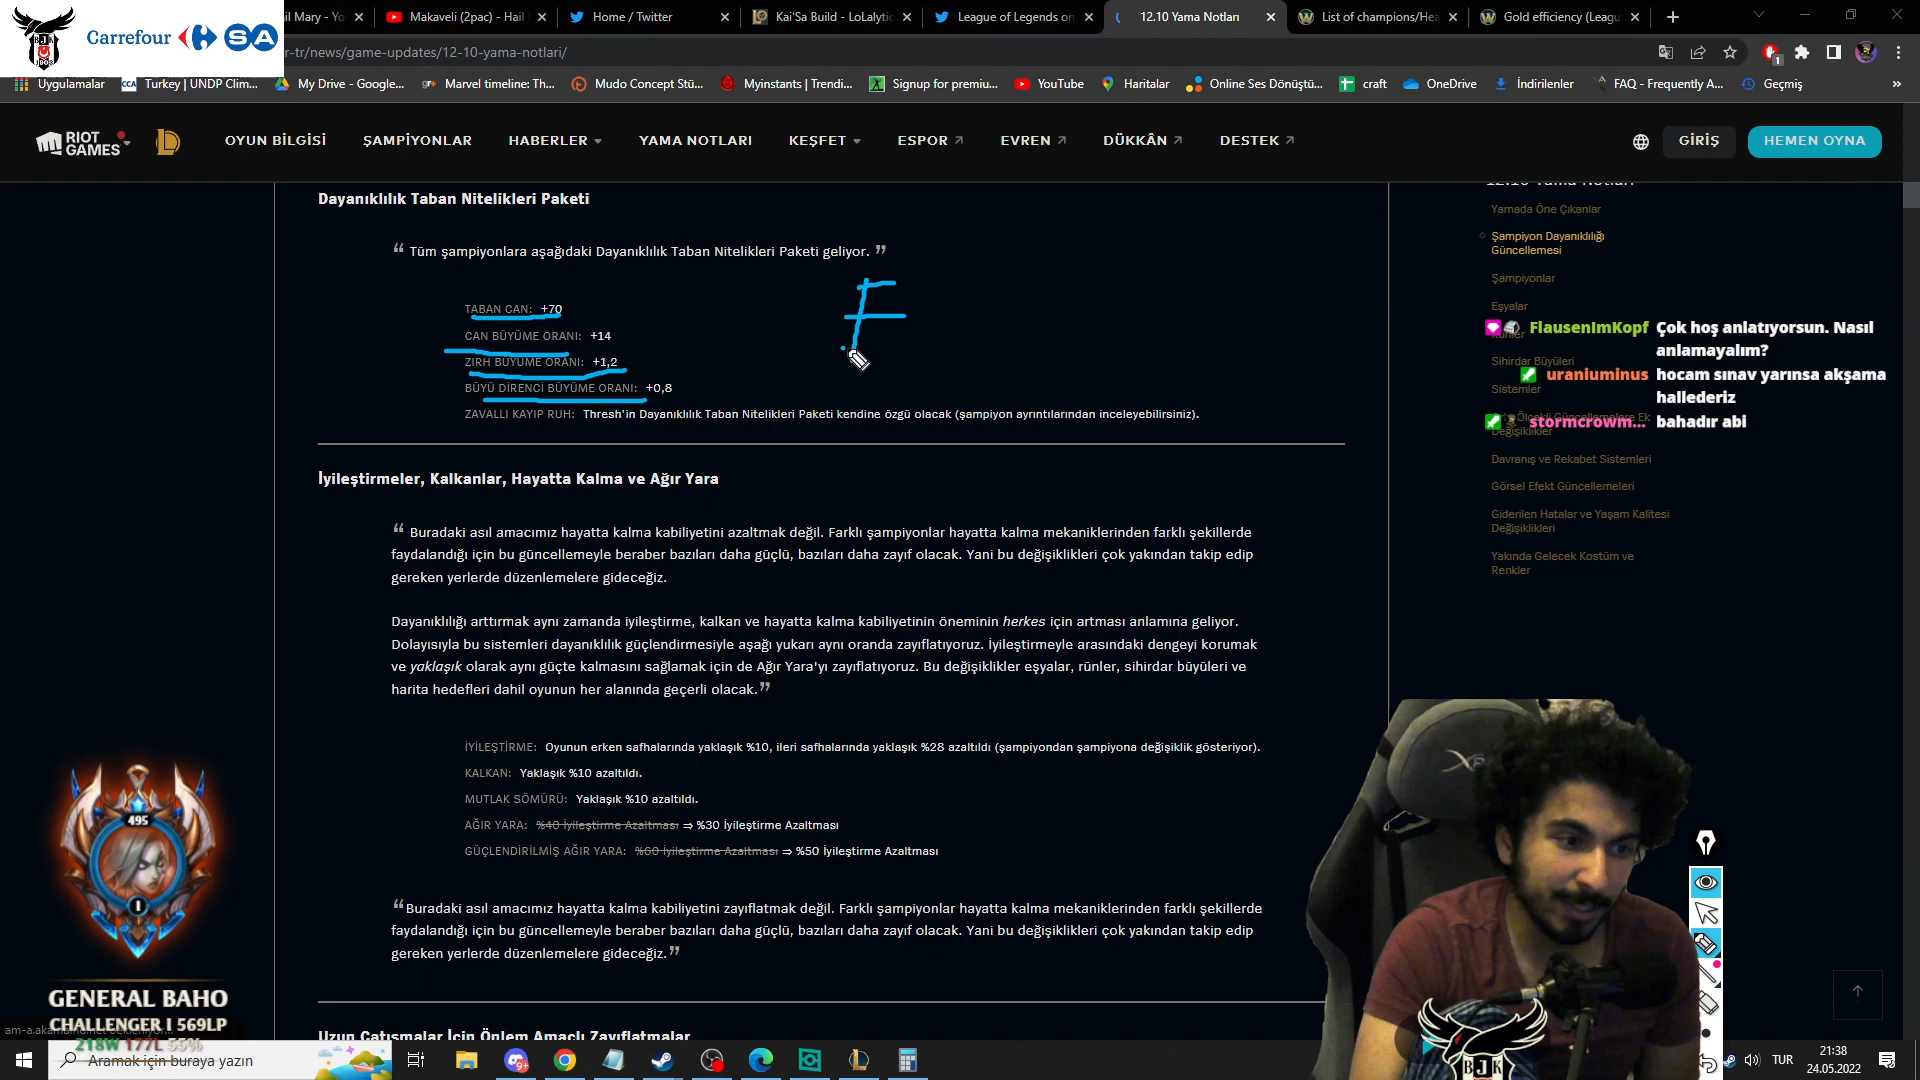 Carrefour SA
il Mary - Yo
Makaveli (2pac) - Hail
Home / Twitter
Kai'Sa Build - LoLalytic
League of Legends on
12.10 Yama Notları
List of champions/Hea
Gold efficiency (Leagu
r-tr/news/game-updates/12-10-yama-notlari/
Uygulamalar
Turkey | UNDP Clim...
My Drive - Google...
Marvel timeline: Th...
Mudo Concept Stü...
Myinstants | Trendi...
Signup for premiu...
YouTube
Haritalar
Online Ses Dönüştü...
craft
OneDrive
İndirilenler
FAQ - Frequently A...
Geçmiş
RIOT GAMES
OYUN BİLGİSİ
ŞAMPİYONLAR
HABERLER
YAMA NOTLARI
KEŞFET
ESPOR
EVREN
DÜKKÂN
DESTEK
GİRİŞ
HEMEN OYNA
Dayanıklılık Taban Nitelikleri Paketi
“ Tüm şampiyonlara aşağıdaki Dayanıklılık Taban Nitelikleri Paketi geliyor. ”
TABAN CAN: +70
CAN BÜYÜME ORANI: +14
ZIRH BÜYÜME ORANI: +1,2
BÜYÜ DİRENCİ BÜYÜME ORANI: +0,8
ZAVALLI KAYIP RUH: Thresh'in Dayanıklılık Taban Nitelikleri Paketi kendine özgü olacak (şampiyon ayrıntılarından inceleyebilirsiniz).
İyileştirmeler, Kalkanlar, Hayatta Kalma ve Ağır Yara
“ Buradaki asıl amacımız hayatta kalma kabiliyetini azaltmak değil. Farklı şampiyonlar hayatta kalma mekaniklerinden farklı şekillerde
faydalandığı için bu güncellemeyle beraber bazıları daha güçlü, bazıları daha zayıf olacak. Yani bu değişiklikleri çok yakından takip edip
gereken yerlerde düzenlemelere gideceğiz.
Dayanıklılığı arttırmak aynı zamanda iyileştirme, kalkan ve hayatta kalma kabiliyetinin öneminin herkes için artması anlamına geliyor.
Dolayısıyla bu sistemleri dayanıklılık güçlendirmesiyle aşağı yukarı aynı oranda zayıflatıyoruz. İyileştirmeyle arasındaki dengeyi korumak
ve yaklaşık olarak aynı güçte kalmasını sağlamak için de Ağır Yara'yı zayıflatıyoruz. Bu değişiklikler eşyalar, rünler, sihirdar büyüleri ve
harita hedefleri dahil oyunun her alanında geçerli olacak.”
İYİLEŞTİRME: Oyunun erken safhalarında yaklaşık %10, ileri safhalarında yaklaşık %28 azaltıldı (şampiyondan şampiyona değişiklik gösteriyor).
KALKAN: Yaklaşık %10 azaltıldı.
MUTLAK SÖMÜRÜ: Yaklaşık %10 azaltıldı.
AĞIR YARA: %40 İyileştirme Azaltması ⇒ %30 İyileştirme Azaltması
GÜÇLENDİRİLMİŞ AĞIR YARA: %60 İyileştirme Azaltması ⇒ %50 İyileştirme Azaltması
“Buradaki asıl amacımız hayatta kalma kabiliyetini zayıflatmak değil. Farklı şampiyonlar hayatta kalma mekaniklerinden farklı şekillerde
faydalandığı için bu güncellemeyle beraber bazıları daha güçlü, bazıları daha zayıf olacak. Yani bu değişiklikleri çok yakından takip edip
gereken yerlerde düzenlemelere gideceğiz.”
Uzun Çatışmalar İçin Önlem Amaçlı Zayıflatmalar
12.10 Yama Notları
Yamada Öne Çıkanlar
Şampiyon Dayanıklılığı
Güncellemesi
Şampiyonlar
Eşyalar
Sihirdar Büyüleri
Sistemler
Ölçekli Güncellemelere Ek
Değişiklikler
Davranış ve Rekabet Sistemleri
Görsel Efekt Güncellemeleri
Giderilen Hatalar ve Yaşam Kalitesi
Değişiklikleri
Yakında Gelecek Kostüm ve
Renkler
FlausenImKopf Çok hoş anlatıyorsun. Nasıl
anlamayalım?
uraniuminus hocam sınav yarınsa akşama
hallederiz
stormcrowm... bahadır abi
495
I
GENERAL BAHO
CHALLENGER I 569LP
218W 177L 55%
Aramak için buraya yazın
BJK
TUR
21:38
24.05.2022